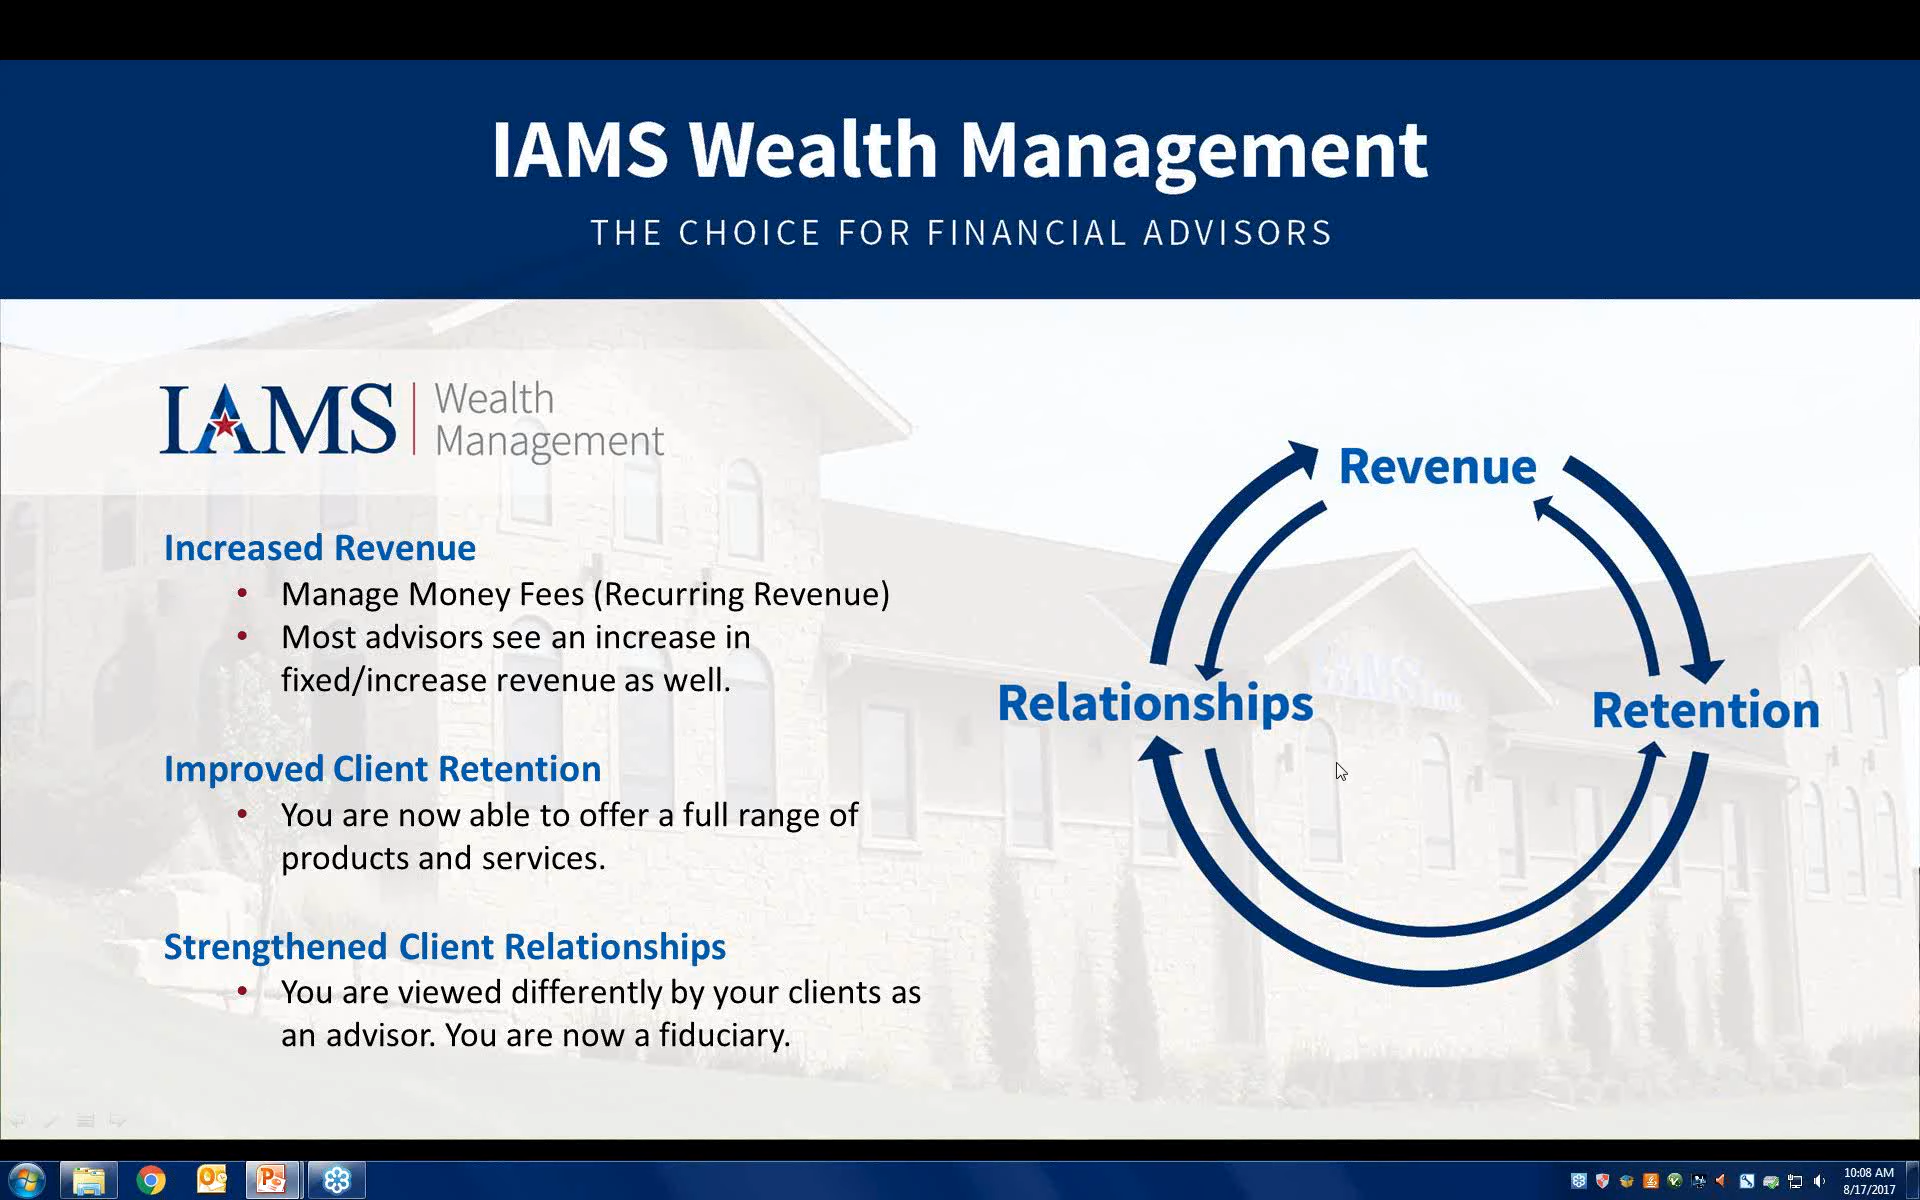 IAMS Wealth Management
THE CHOICE FOR FINANCIAL ADVISORS
IAMS | Wealth
Management
Increased Revenue
• Manage Money Fees (Recurring Revenue)
• Most advisors see an increase in
fixed/increase revenue as well.
Improved Client Retention
• You are now able to offer a full range of
products and services.
Strengthened Client Relationships
• You are viewed differently by your clients as
an advisor. You are now a fiduciary.
Revenue
Relationships
Retention
IAMS
10:08 AM
8/17/2017